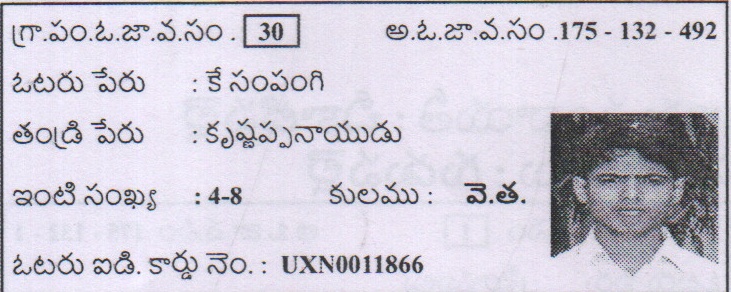 గ్రా.పం.ఓ.జా.వ.సం . 30 అ.ఓ.జా.వ.సం .175 - 132 - 492
ఓటరు పేరు : కే సంపంగి
తండ్రి పేరు : కృష్ణప్పనాయుడు
ఇంటి సంఖ్య : 4-8 కులము : వె.త.
ఓటరు ఐడి. కార్డు నెం. : UXN0011866